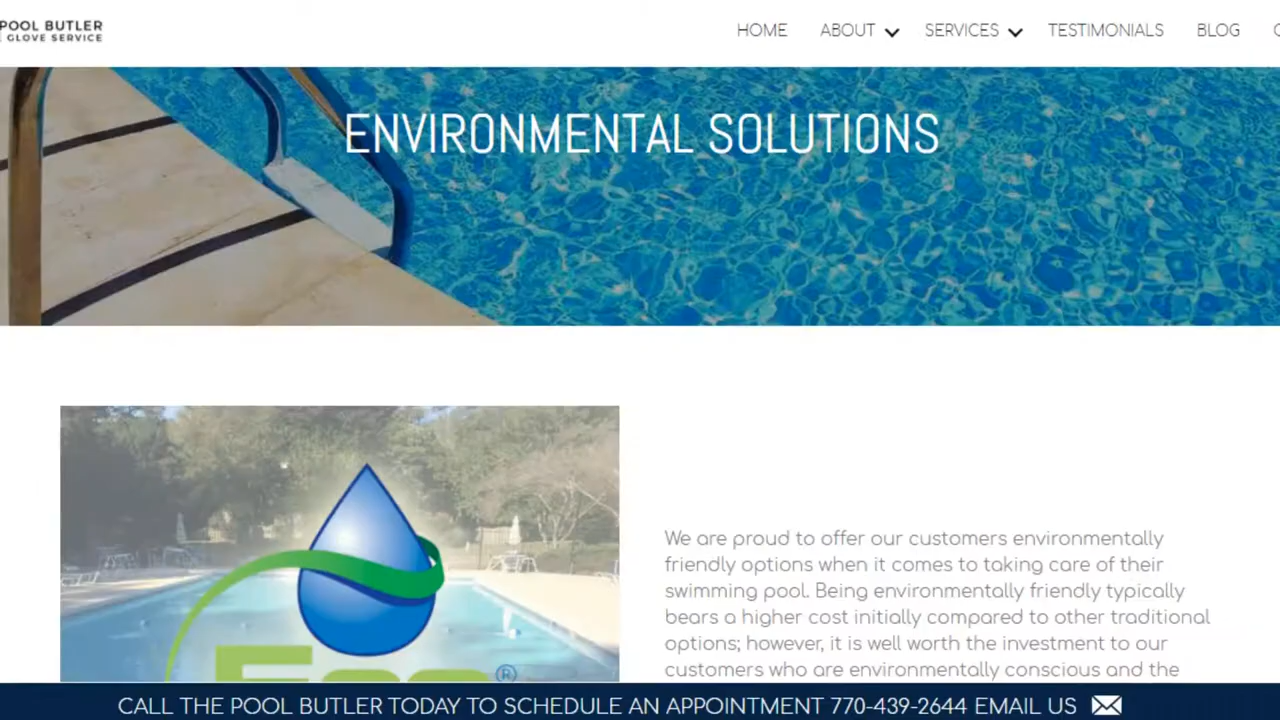 POOL BUTLER
GLOVE SERVICE
HOME ABOUT SERVICES TESTIMONIALS BLOG
ENVIRONMENTAL SOLUTIONS
We are proud to offer our customers environmentally
friendly options when it comes to taking care of their
swimming pool. Being environmentally friendly typically
bears a higher cost initially compared to other traditional
options; however, it is well worth the investment to our
customers who are environmentally conscious and the
®
CALL THE POOL BUTLER TODAY TO SCHEDULE AN APPOINTMENT 770-439-2644 EMAIL US